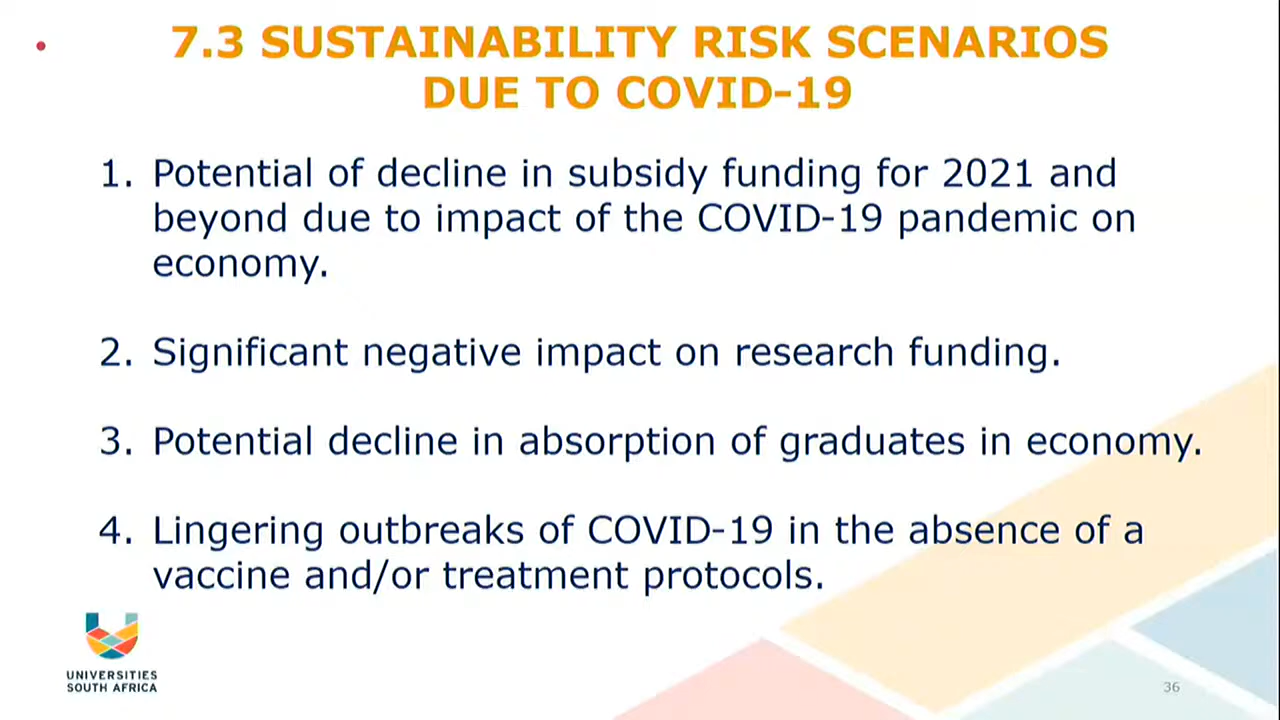 7.3 SUSTAINABILITY RISK SCENARIOS
DUE TO COVID-19
1. Potential of decline in subsidy funding for 2021 and
beyond due to impact of the COVID-19 pandemic on
economy.
2. Significant negative impact on research funding.
3. Potential decline in absorption of graduates in economy.
4. Lingering outbreaks of COVID-19 in the absence of a
vaccine and/or treatment protocols.
UNIVERSITIES
SOUTH AFRICA
36